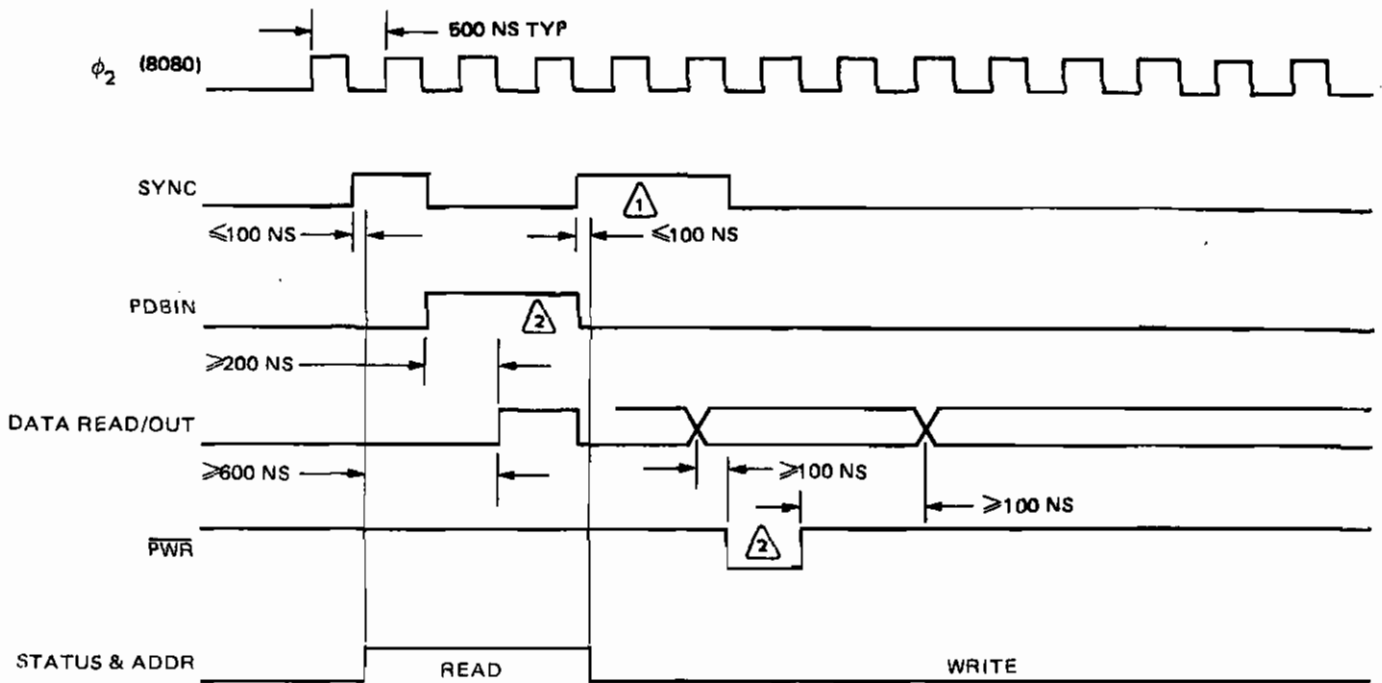 500 NS TYP
ϕ2 (8080)
SYNC
1
≤100 NS
≤100 NS
PDBIN
2
≥200 NS
DATA READ/OUT
≥600 NS
≥100 NS
≥100 NS
PWR
2
STATUS & ADDR
READ
WRITE